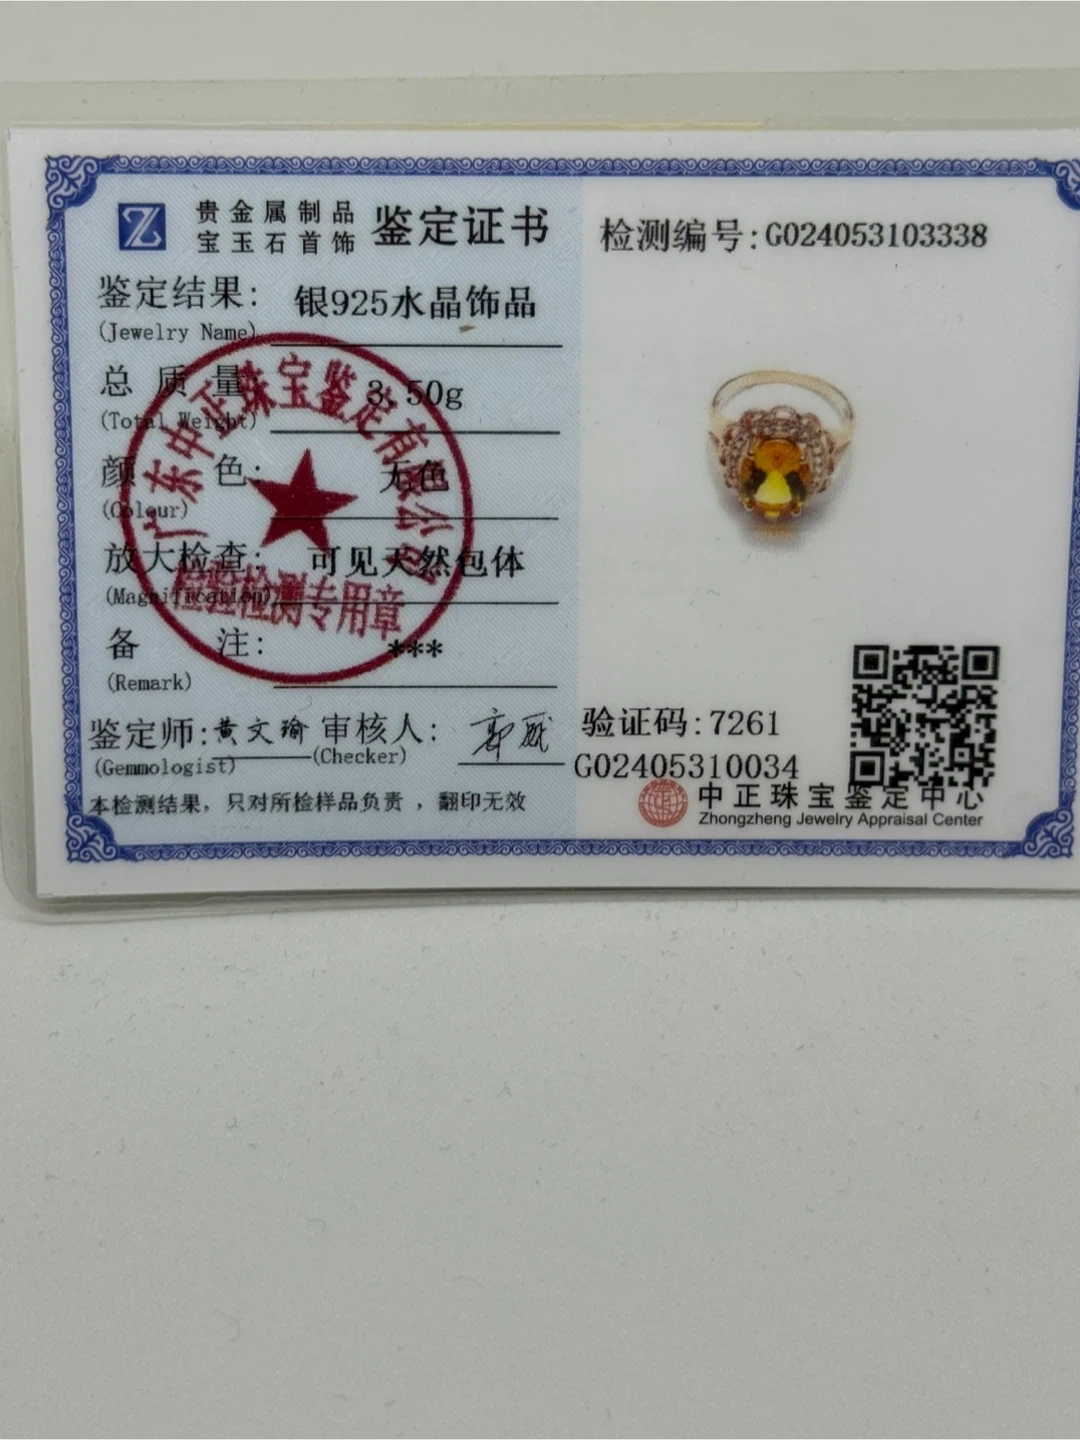 贵金属制品
宝玉石首饰
鉴定证书
鉴定结果: 银925水晶饰品
(Jewelry Name)
总质量: 3.50g
(Total Weight)
颜色: 无色
(Colour)
放大检查: 可见天然包体
(Magnification)
备注: ***
(Remark)
鉴定师: 黄文瑜 审核人:
(Gemmologist) (Checker)
本检测结果，只对所检样品负责，翻印无效
广东中正珠宝鉴定有限公司
检验检测专用章
检测编号: G024053103338
验证码: 7261
G02405310034
中正珠宝鉴定中心
Zhongzheng Jewelry Appraisal Center